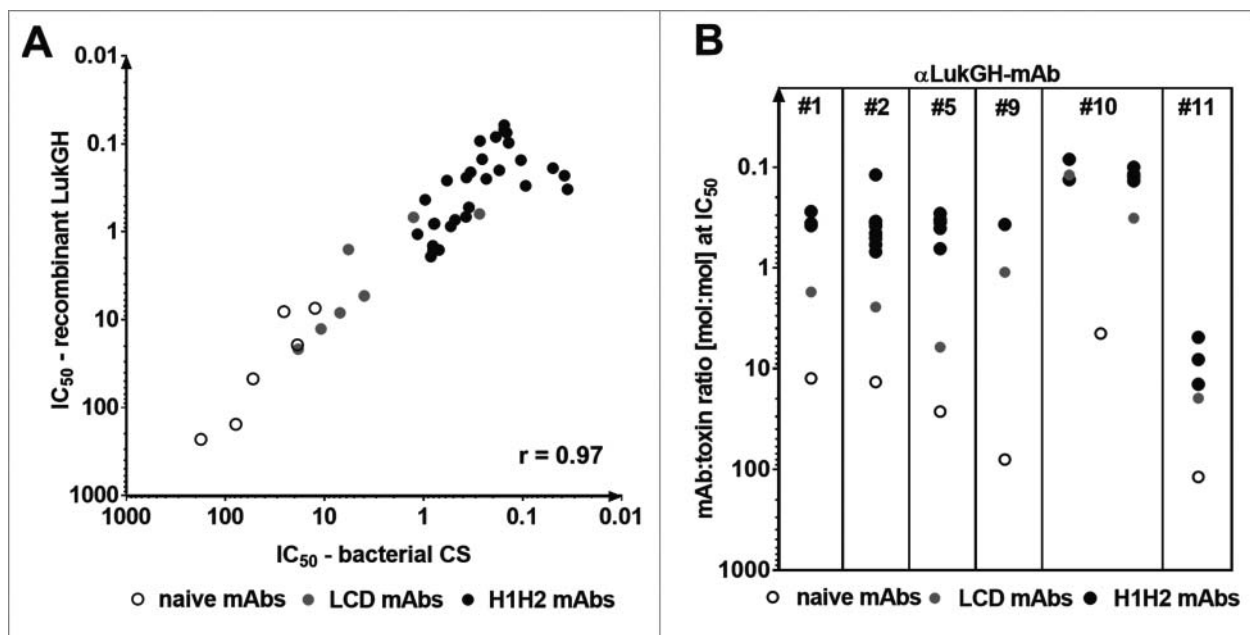 A
0.01
0.1
1
10
100
1000
IC50 - recombinant LukGH
1000 100 10 1 0.1 0.01
IC50 - bacterial CS
r = 0.97
naive mAbs LCD mAbs H1H2 mAbs
B
αLukGH-mAb
#1 #2 #5 #9 #10 #11
0.1
1
10
100
1000
mAb:toxin ratio [mol:mol] at IC50
naive mAbs LCD mAbs H1H2 mAbs